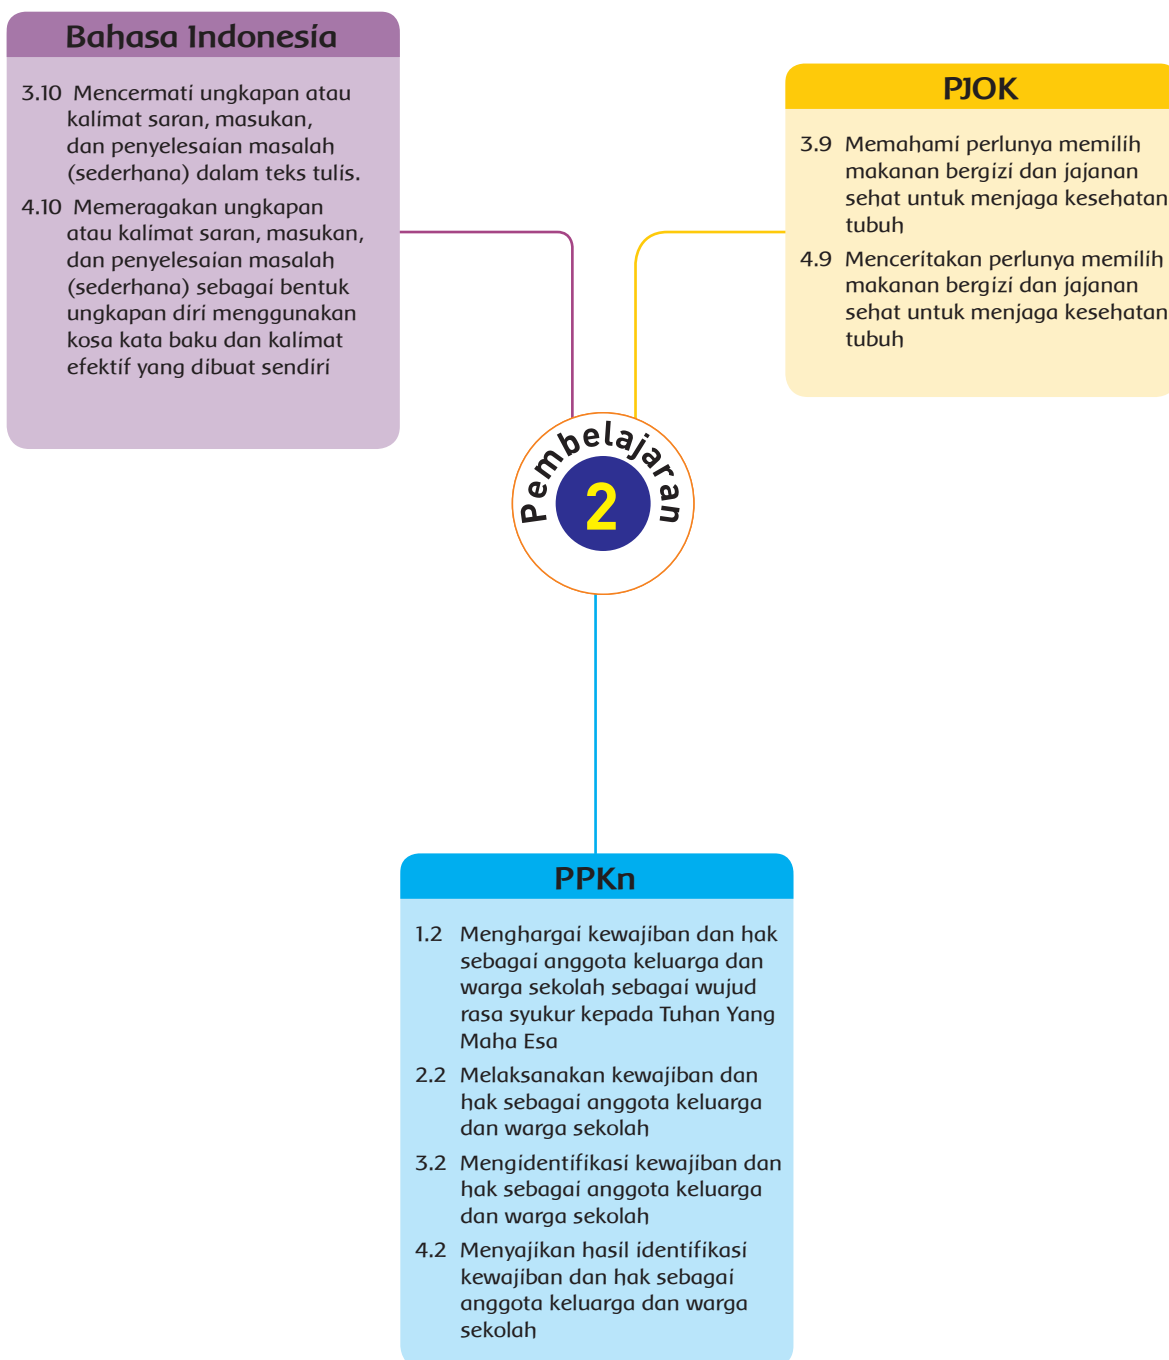 Bahasa Indonesia
3.10 Mencermati ungkapan atau
kalimat saran, masukan,
dan penyelesaian masalah
(sederhana) dalam teks tulis.
4.10 Memeragakan ungkapan
atau kalimat saran, masukan,
dan penyelesaian masalah
(sederhana) sebagai bentuk
ungkapan diri menggunakan
kosa kata baku dan kalimat
efektif yang dibuat sendiri
PJOK
3.9 Memahami perlunya memilih
makanan bergizi dan jajanan
sehat untuk menjaga kesehatan
tubuh
4.9 Menceritakan perlunya memilih
makanan bergizi dan jajanan
sehat untuk menjaga kesehatan
tubuh
Pembelajaran
2
PPKn
1.2 Menghargai kewajiban dan hak
sebagai anggota keluarga dan
warga sekolah sebagai wujud
rasa syukur kepada Tuhan Yang
Maha Esa
2.2 Melaksanakan kewajiban dan
hak sebagai anggota keluarga
dan warga sekolah
3.2 Mengidentifikasi kewajiban dan
hak sebagai anggota keluarga
dan warga sekolah
4.2 Menyajikan hasil identifikasi
kewajiban dan hak sebagai
anggota keluarga dan warga
sekolah